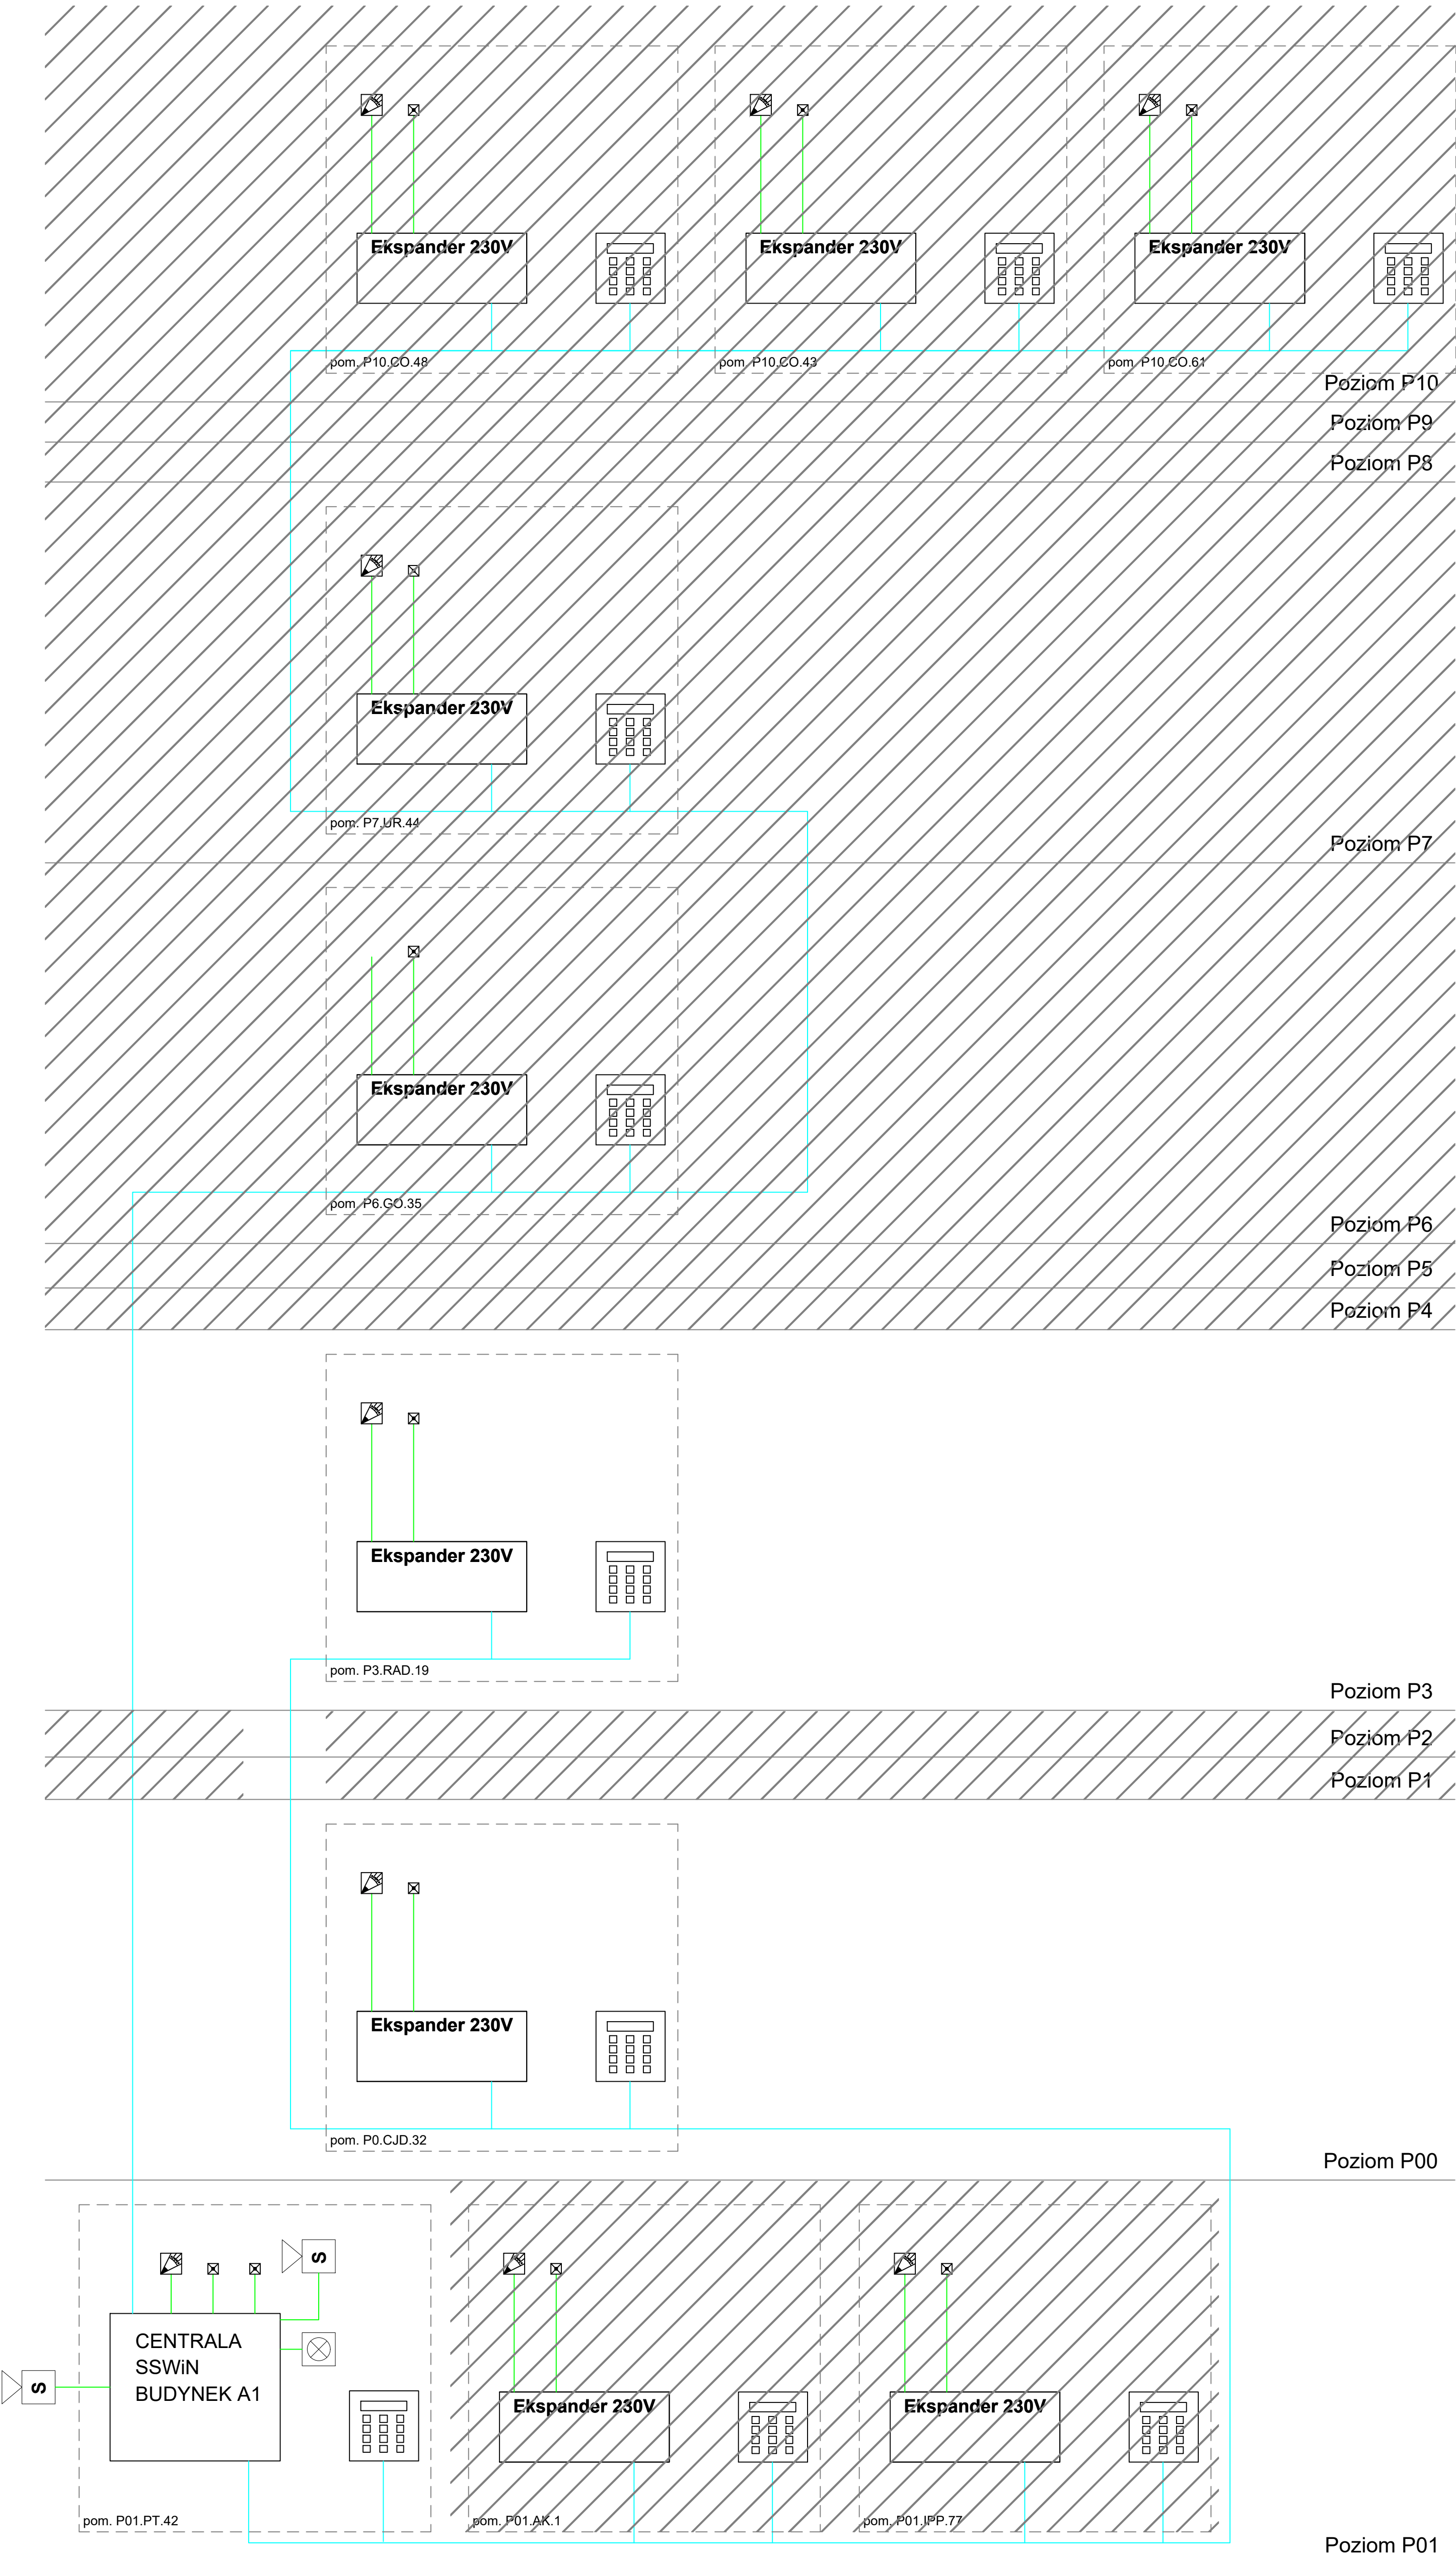 Ekspander 230V
Ekspander 230V
Ekspander 230V
pom. P10.CO.48
pom. P10.CO.43
pom. P10.CO.61
Poziom P10
Poziom P9
Poziom P8
Ekspander 230V
pom. P7.UR.44
Poziom P7
Ekspander 230V
pom. P6.GO.35
Poziom P6
Poziom P5
Poziom P4
Ekspander 230V
pom. P3.RAD.19
Poziom P3
Poziom P2
Poziom P1
Ekspander 230V
pom. P0.CJD.32
Poziom P00
S
CENTRALA
SSWiN
BUDYNEK A1
S
Ekspander 230V
Ekspander 230V
pom. P01.PT.42
pom. P01.AK.1
pom. P01.IPP.77
Poziom P01